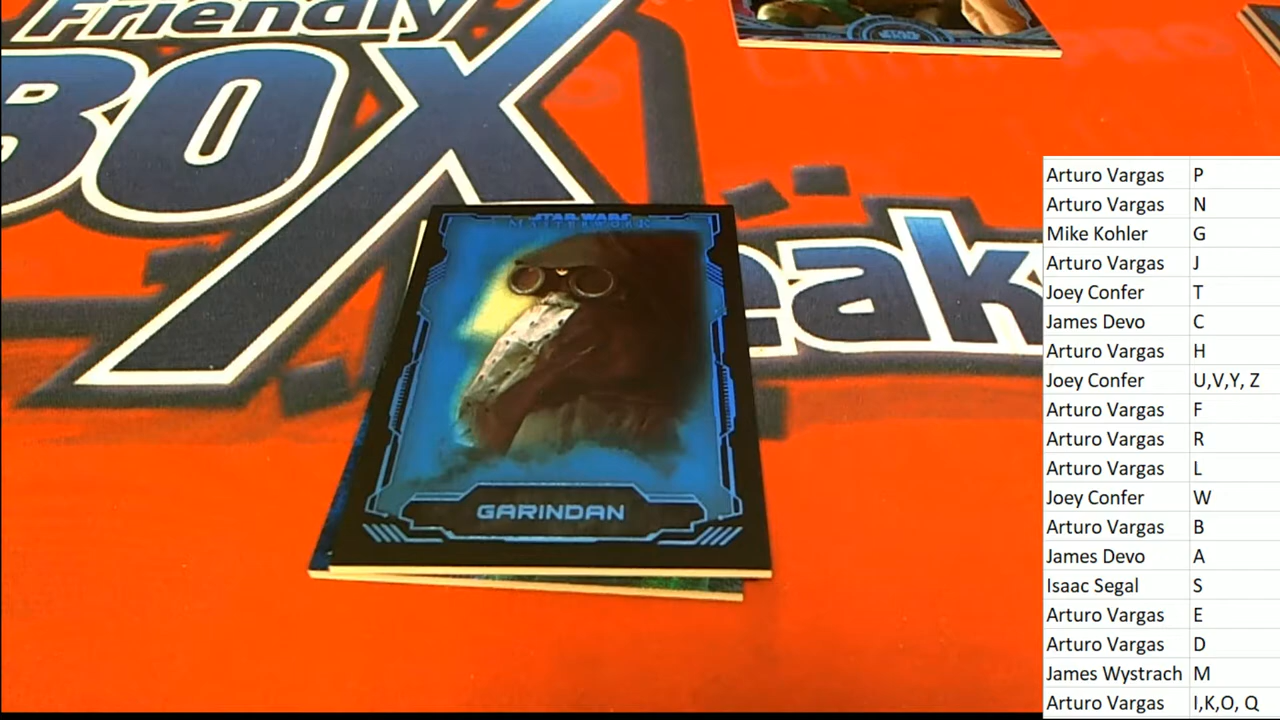 Friendly
BOX
eak
STAR WARS
MASTERWORK
GARINDAN
Arturo Vargas P
Arturo Vargas N
Mike Kohler G
Arturo Vargas J
Joey Confer T
James Devo C
Arturo Vargas H
Joey Confer U,V,Y, Z
Arturo Vargas F
Arturo Vargas R
Arturo Vargas L
Joey Confer W
Arturo Vargas B
James Devo A
Isaac Segal S
Arturo Vargas E
Arturo Vargas D
James Wystrach M
Arturo Vargas I,K,O, Q